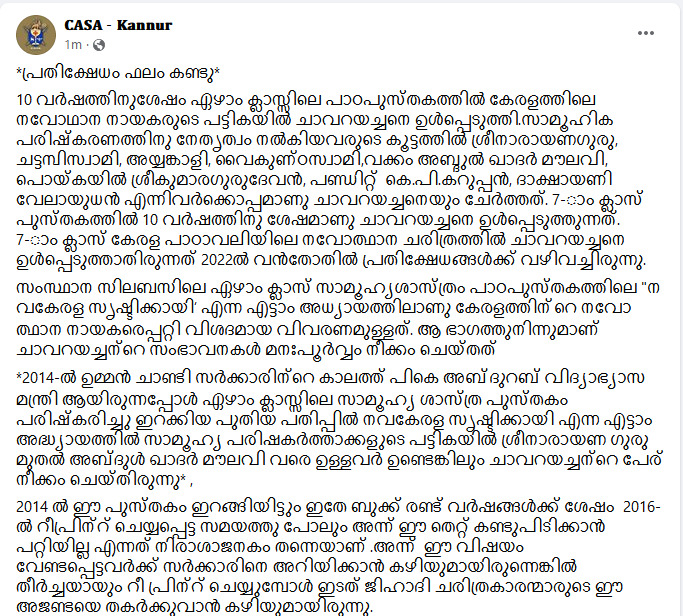 CASA - Kannur
1m ·
*പ്രതിക്ഷേധം ഫലം കണ്ടു*
10 വർഷത്തിനുശേഷം ഏഴാം ക്ലാസ്സിലെ പാഠപുസ്തകത്തിൽ കേരളത്തിലെ
നവോഥാന നായകരുടെ പട്ടികയിൽ ചാവറയച്ചനെ ഉൾപ്പെടുത്തി.സാമൂഹിക
പരിഷ്കരണത്തിനു നേതൃത്വം നൽകിയവരുടെ കൂട്ടത്തിൽ ശ്രീനാരായണഗുരു,
ചട്ടമ്പിസ്വാമി, അയ്യങ്കാളി, വൈകുണ്ഠസ്വാമി,വക്കം അബ്ദുൽ ഖാദർ മൗലവി,
പൊയ്കയിൽ ശ്രീകുമാരഗുരുദേവൻ, പണ്ഡിറ്റ് കെ.പി.കറുപ്പൻ, ദാക്ഷായണി
വേലായുധൻ എന്നിവർക്കൊപ്പമാണു ചാവറയച്ചനെയും ചേർത്തത്. 7-ാം ക്ലാസ്
പുസ്തകത്തിൽ 10 വർഷത്തിനു ശേഷമാണു ചാവറയച്ചനെ ഉൾപ്പെടുത്തുന്നത്.
7-ാം ക്ലാസ് കേരള പാഠാവലിയിലെ നവോത്ഥാന ചരിത്രത്തിൽ ചാവറയച്ചനെ
ഉൾപ്പെടുത്താതിരുന്നത് 2022ൽ വൻതോതിൽ പ്രതിക്ഷേധങ്ങൾക്ക് വഴിവച്ചിരുന്നു.
സംസ്ഥാന സിലബസിലെ ഏഴാം ക്ലാസ് സാമൂഹ്യശാസ്ത്രം പാഠപുസ്തകത്തിലെ "ന
വകേരള സൃഷ്ടിക്കായി' എന്ന എട്ടാം അധ്യായത്തിലാണു കേരളത്തിന് റെ നവോ
ത്ഥാന നായകരെപ്പറ്റി വിശദമായ വിവരണമുള്ളത്. ആ ഭാഗത്തുനിന്നുമാണ്
ചാവറയച്ചന്റെ സംഭാവനകൾ മനഃപൂർവ്വം നീക്കം ചെയ്തത്
*2014-ൽ ഉമ്മൻ ചാണ്ടി സർക്കാരിന്റെ കാലത്ത് പികെ അബ്ദുറബ് വിദ്യാഭ്യാസ
മന്ത്രി ആയിരുന്നപ്പോൾ ഏഴാം ക്ലാസ്സിലെ സാമൂഹ്യ ശാസ്ത്ര പുസ്തകം
പരിഷ്കരിച്ചു ഇറക്കിയ പുതിയ പതിപ്പിൽ നവകേരള സൃഷ്ടിക്കായി എന്ന എട്ടാം
അദ്ധ്യായത്തിൽ സാമൂഹ്യ പരിഷകർത്താക്കളുടെ പട്ടികയിൽ ശ്രീനാരായണ ഗുരു
മുതൽ അബ്ദുൾ ഖാദർ മൗലവി വരെ ഉള്ളവർ ഉണ്ടെങ്കിലും ചാവറയച്ചന്റെ പേര്
നീക്കം ചെയ്തിരുന്നു* ,
2014 ൽ ഈ പുസ്തകം ഇറങ്ങിയിട്ടും ഇതേ ബുക്ക് രണ്ട് വർഷങ്ങൾക്ക് ശേഷം 2016-
ൽ റീപ്രിന്റ് ചെയ്യപ്പെട്ട സമയത്തു പോലും അന്ന് ഈ തെറ്റ് കണ്ടുപിടിക്കാൻ
പറ്റിയില്ല എന്നത് നിരാശാജനകം തന്നെയാണ് .അന്ന് ഈ വിഷയം
വേണ്ടപ്പെട്ടവർക്ക് സർക്കാരിനെ അറിയിക്കാൻ കഴിയുമായിരുന്നെങ്കിൽ
തീർച്ചയായും റീ പ്രിന്റ് ചെയ്യുമ്പോൾ ഇടത് ജിഹാദി ചരിത്രകാരന്മാരുടെ ഈ
അജണ്ടയെ തകർക്കുവാൻ കഴിയുമായിരുന്നു.